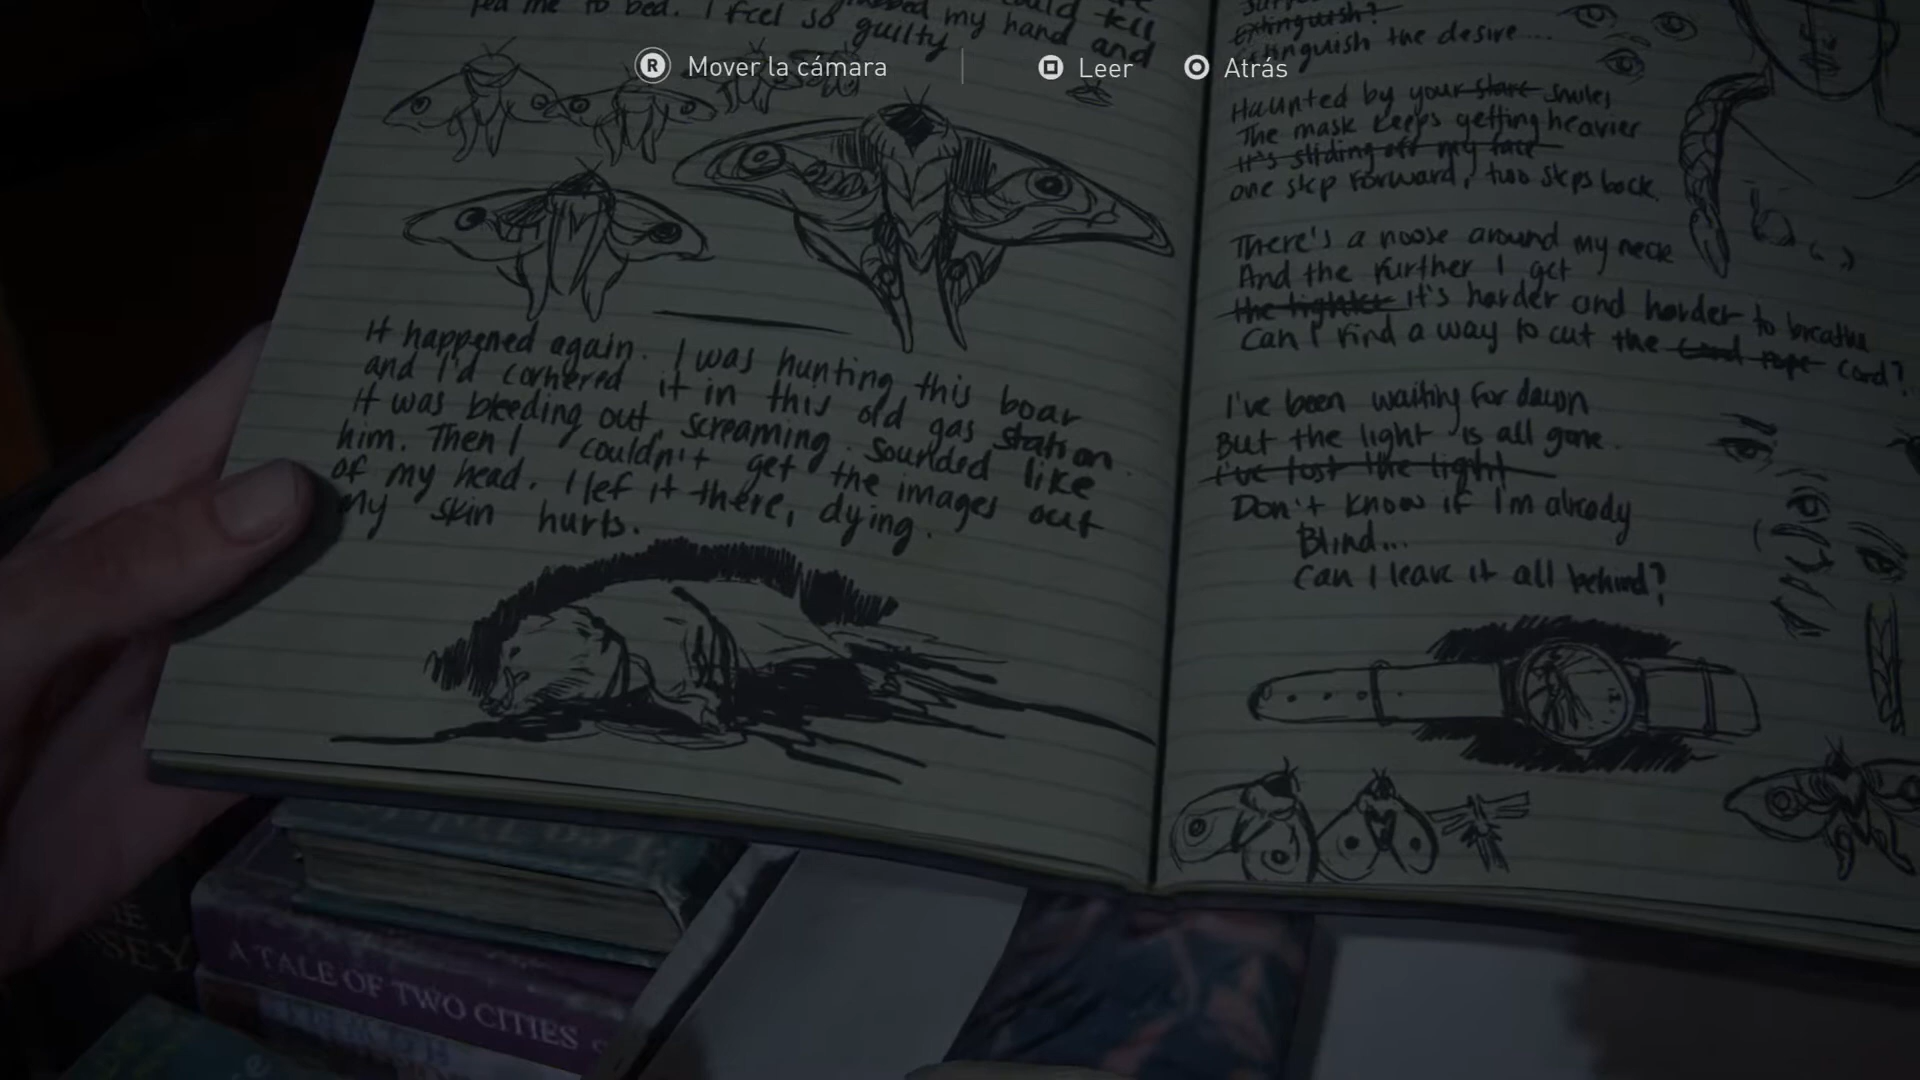 Mover la cámara
Leer
Atrás
to bed. I feel so guilty
my hand and
It happened again. I was hunting this boar
and I'd cornered it in this old gas station.
It was bleeding out, screaming. Sounded like
him. Then I couldn't get the images out
of my head. I lef it there, dying.
My skin hurts.
Extinguish?
extinguish the desire...
Haunted by your stare smile,
The mask keeps getting heavier
It's sliding off my face
one step forward, two steps back.
There's a noose around my neck
And the further I get
the tighter it's harder and harder to breathe
Can I find a way to cut the cord rope cord?
I've been waiting for dawn
But the light is all gone.
I've lost the light
Don't know if I'm already
Blind...
Can I leave it all behind?
A TALE OF TWO CITIES